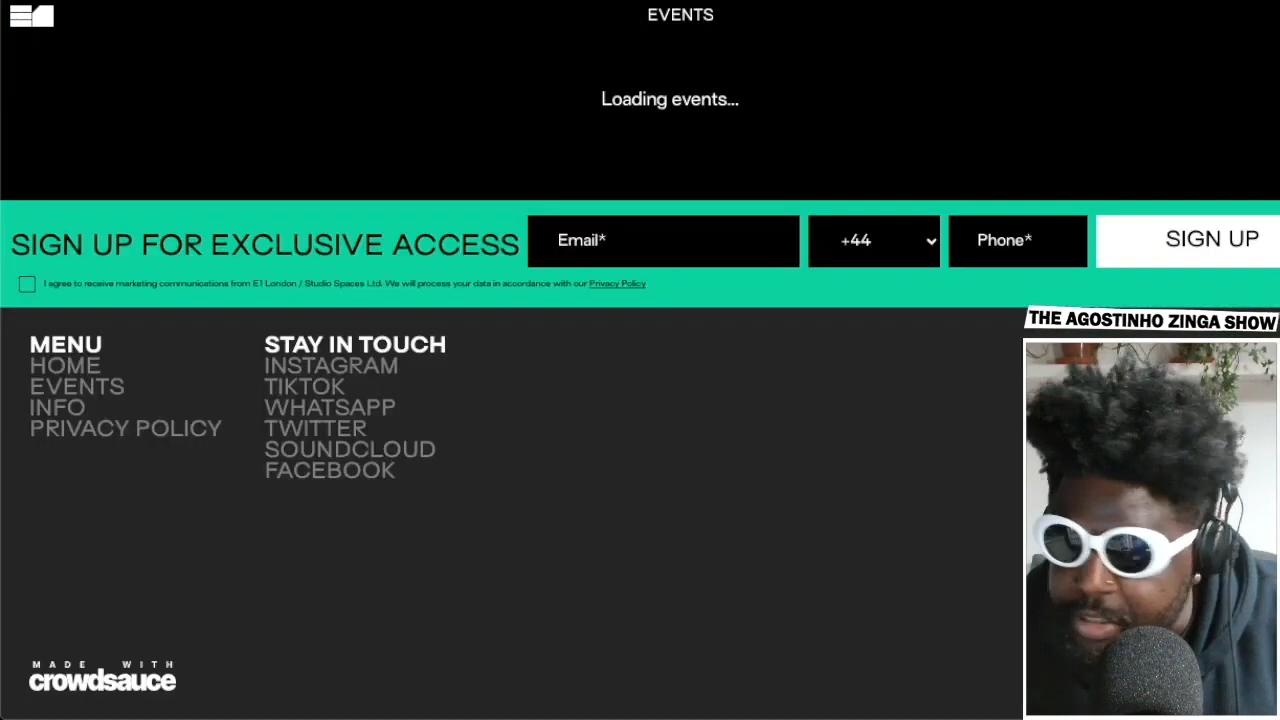 E1
EVENTS
Loading events...
SIGN UP FOR EXCLUSIVE ACCESS
Email*
+44
Phone*
SIGN UP
I agree to receive marketing communications from E1 London / Studio Spaces Ltd. We will process your data in accordance with our Privacy Policy
THE AGOSTINHO ZINGA SHOW
MENU
HOME
EVENTS
INFO
PRIVACY POLICY
STAY IN TOUCH
INSTAGRAM
TIKTOK
WHATSAPP
TWITTER
SOUNDCLOUD
FACEBOOK
MADE WITH
crowdsauce